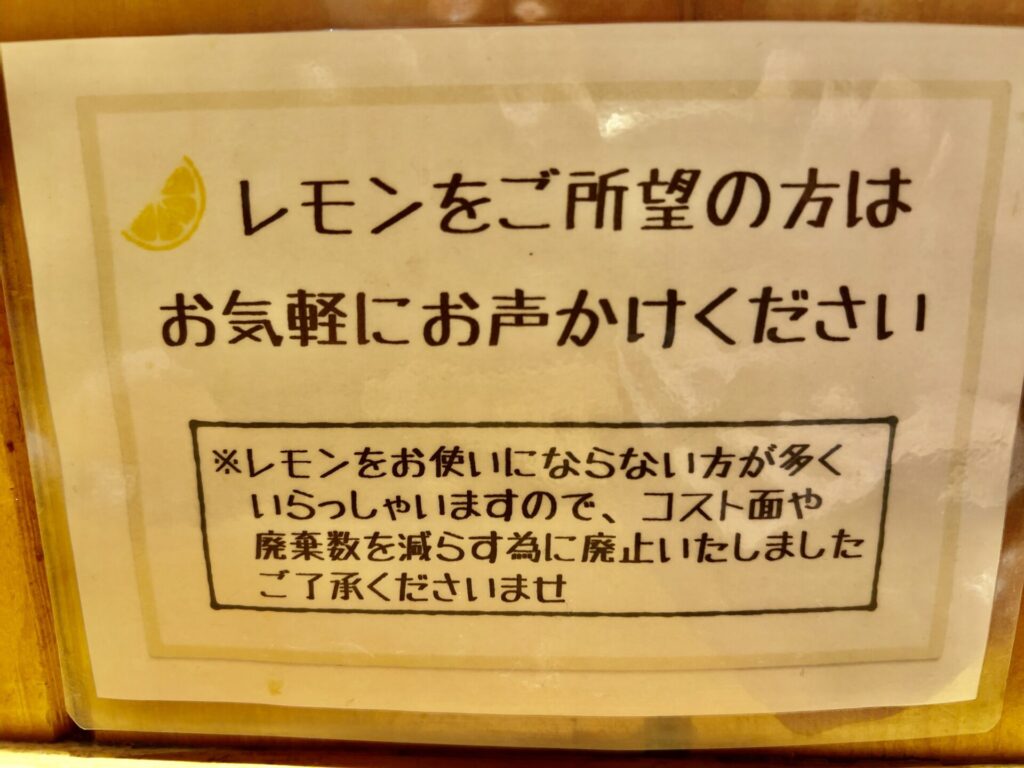 レモンをご所望の方は
お気軽にお声かけください
※レモンをお使いにならない方が多く
いらっしゃいますので、コスト面や
廃棄数を減らす為に廃止いたしました
ご了承くださいませ